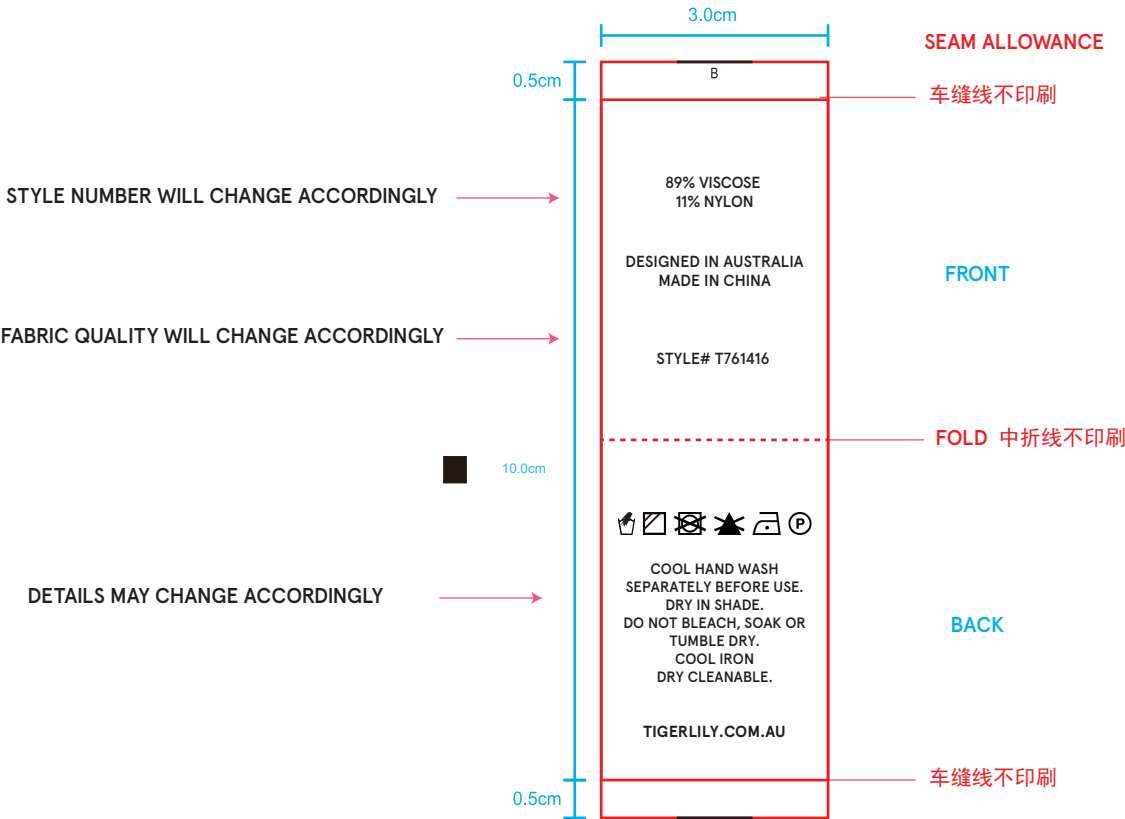 3.0cm
SEAM ALLOWANCE
0.5cm
B
车缝线不印刷
STYLE NUMBER WILL CHANGE ACCORDINGLY
89% VISCOSE
11% NYLON
DESIGNED IN AUSTRALIA
MADE IN CHINA
FRONT
FABRIC QUALITY WILL CHANGE ACCORDINGLY
STYLE# T761416
FOLD 中折线不印刷
10.0cm
P
COOL HAND WASH
SEPARATELY BEFORE USE.
DRY IN SHADE.
DO NOT BLEACH, SOAK OR
TUMBLE DRY.
COOL IRON
DRY CLEANABLE.
DETAILS MAY CHANGE ACCORDINGLY
BACK
TIGERLILY.COM.AU
车缝线不印刷
0.5cm